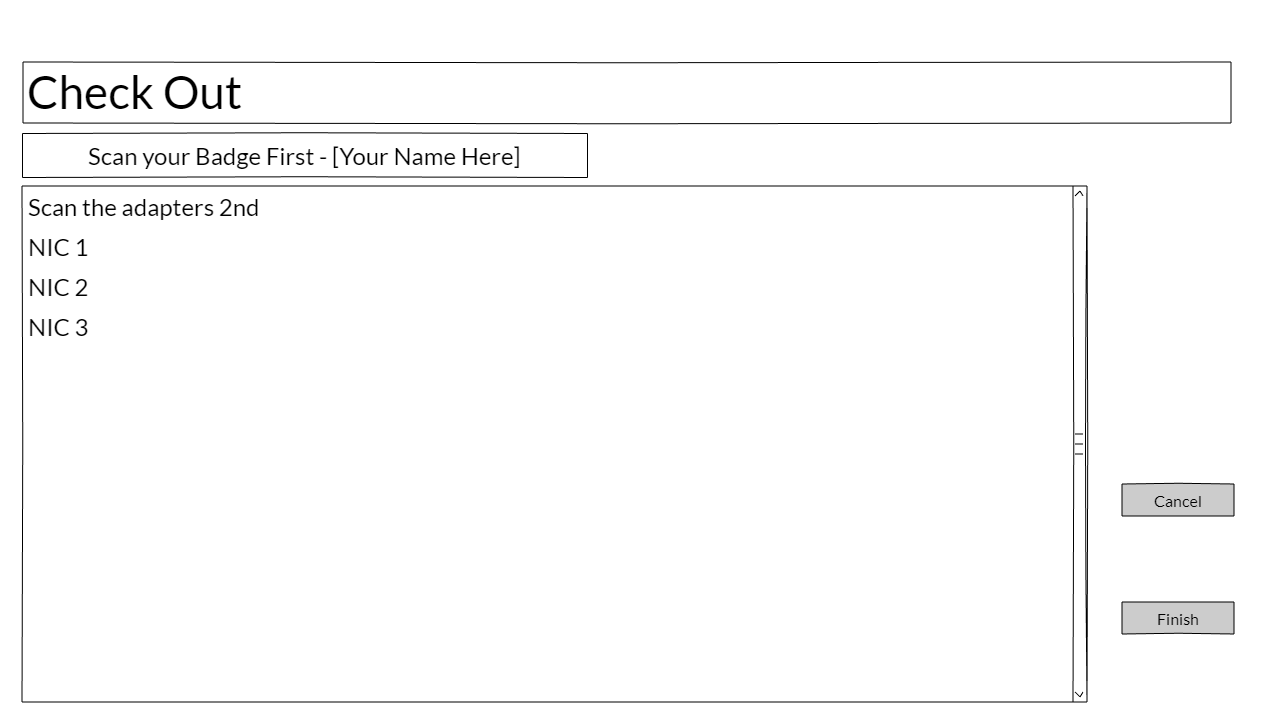 Check Out
Scan your Badge First - [Your Name Here]
Scan the adapters 2nd
NIC 1
NIC 2
NIC 3
Cancel
Finish